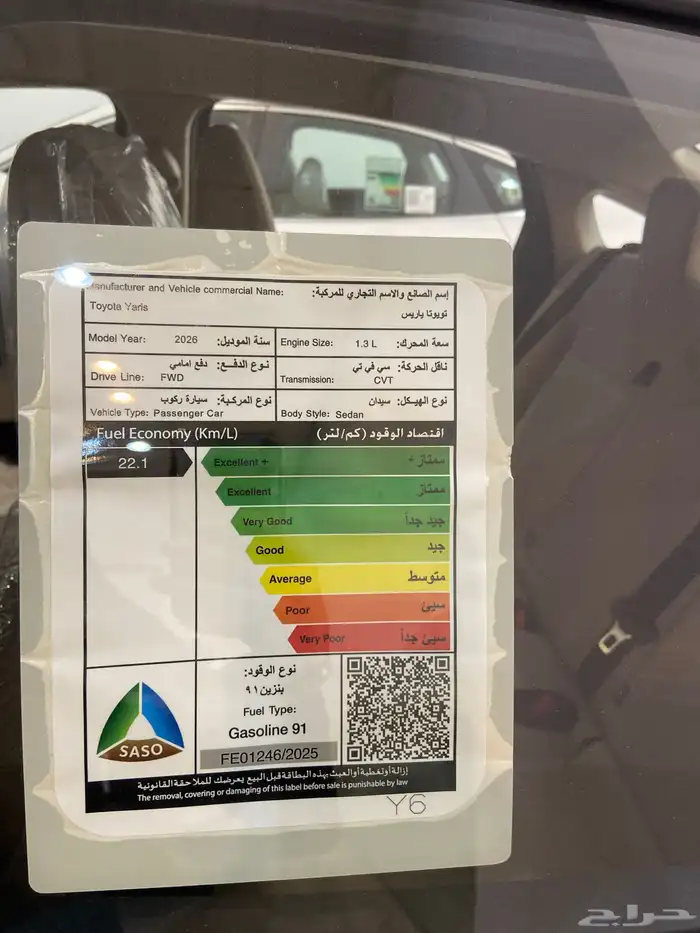 Manufacturer and Vehicle commercial Name: إسم الصانع والاسم التجاري للمركبة:
Toyota Yaris تويوتا ياريس
Model Year: 2026 سنة الموديل:
Engine Size: 1.3 L سعة المحرك:
نوع الدفع: دفع امامي
Drive Line: FWD
ناقل الحركة: سي في تي
Transmission: CVT
نوع المركبة: سيارة ركوب
Vehicle Type: Passenger Car
نوع الهيكل: سيدان
Body Style: Sedan
Fuel Economy (Km/L) اقتصاد الوقود (كم/لتر)
22.1
Excellent + ممتاز+
Excellent ممتاز
Very Good جيد جداً
Good جيد
Average متوسط
Poor سيئ
Very Poor سيئ جداً
SASO
نوع الوقود:
بنزين ٩١
Fuel Type:
Gasoline 91
FE01246/2025
إزالة أوتغطية أو العبث بهذه البطاقة قبل البيع يعرضك للملاحقة القانونية
The removal, covering or damaging of this label before sale is punishable by law
Y6
حراج